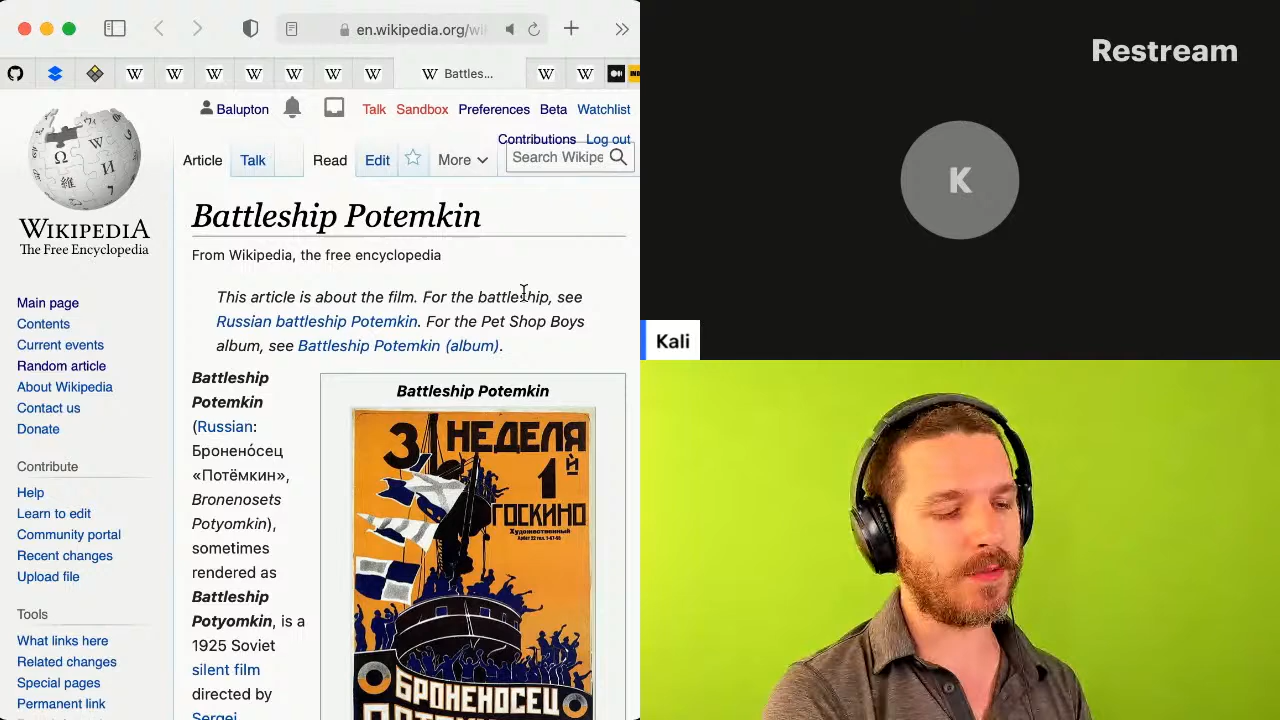 en.wikipedia.org/wi
Battles...
Balupton
Talk
Sandbox
Preferences
Beta
Watchlist
Contributions
Log out
Article
Talk
Read
Edit
More
Search Wikipe
WIKIPEDIA
The Free Encyclopedia
Main page
Contents
Current events
Random article
About Wikipedia
Contact us
Donate
Contribute
Help
Learn to edit
Community portal
Recent changes
Upload file
Tools
What links here
Related changes
Special pages
Permanent link
Battleship Potemkin
From Wikipedia, the free encyclopedia
This article is about the film. For the battleship, see
Russian battleship Potemkin. For the Pet Shop Boys
album, see Battleship Potemkin (album).
Battleship
Potemkin
(Russian:
Бронено́сец
«Потёмкин»,
Bronenosets
Potyomkin),
sometimes
rendered as
Battleship
Potyomkin, is a
1925 Soviet
silent film
directed by
Sergei
Battleship Potemkin
3 НЕДЕЛЯ
1й
ГОСКИНО
Художественный
БРОНЕНОСЕЦ
Restream
K
Kali